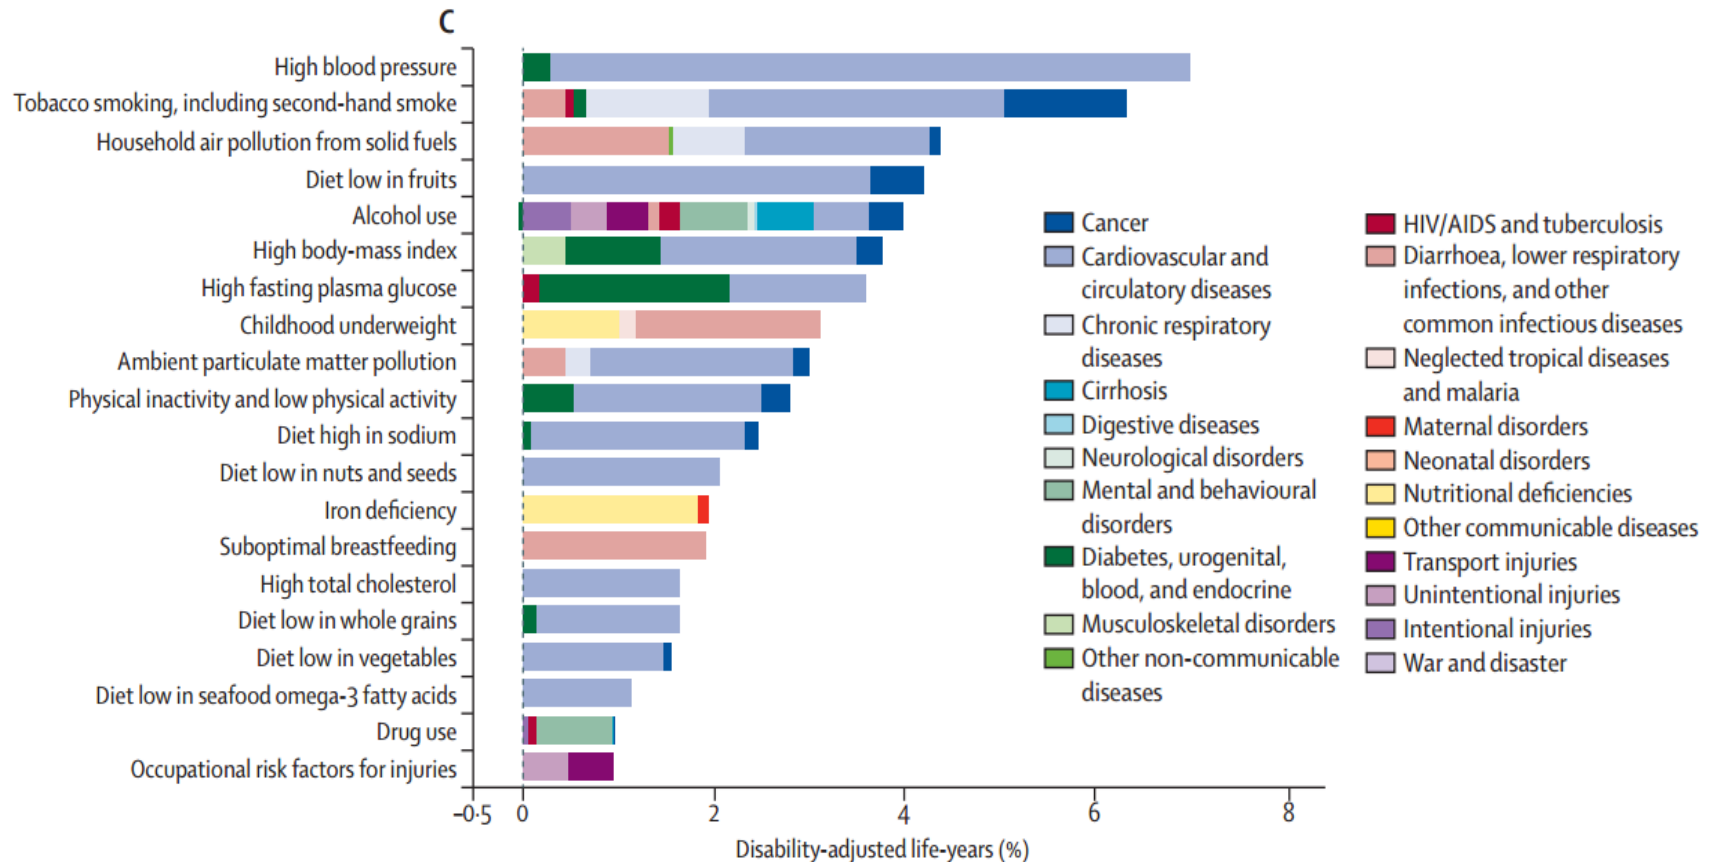 C
High blood pressure
Tobacco smoking, including second-hand smoke
Household air pollution from solid fuels
Diet low in fruits
Alcohol use
High body-mass index
High fasting plasma glucose
Childhood underweight
Ambient particulate matter pollution
Physical inactivity and low physical activity
Diet high in sodium
Diet low in nuts and seeds
Iron deficiency
Suboptimal breastfeeding
High total cholesterol
Diet low in whole grains
Diet low in vegetables
Diet low in seafood omega-3 fatty acids
Drug use
Occupational risk factors for injuries
Cancer
Cardiovascular and
circulatory diseases
Chronic respiratory
diseases
Cirrhosis
Digestive diseases
Neurological disorders
Mental and behavioural
disorders
Diabetes, urogenital,
blood, and endocrine
Musculoskeletal disorders
Other non-communicable
diseases
HIV/AIDS and tuberculosis
Diarrhoea, lower respiratory
infections, and other
common infectious diseases
Neglected tropical diseases
and malaria
Maternal disorders
Neonatal disorders
Nutritional deficiencies
Other communicable diseases
Transport injuries
Unintentional injuries
Intentional injuries
War and disaster
–0·5 0 2 4 6 8
Disability-adjusted life-years (%)